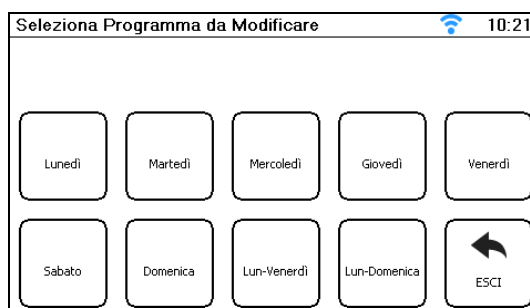 Seleziona Programma da Modificare 10:21
Lunedì Martedì Mercoledì Giovedì Venerdì
Sabato Domenica Lun-Venerdì Lun-Domenica ESCI